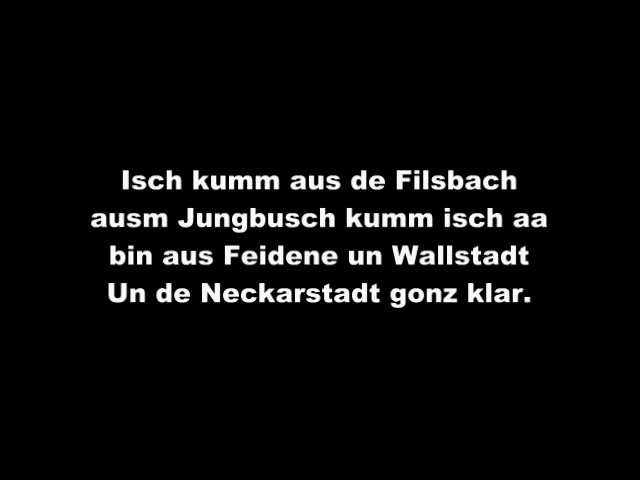 Isch kumm aus de Filsbach
ausm Jungbusch kumm isch aa
bin aus Feidene un Wallstadt
Un de Neckarstadt gonz klar.